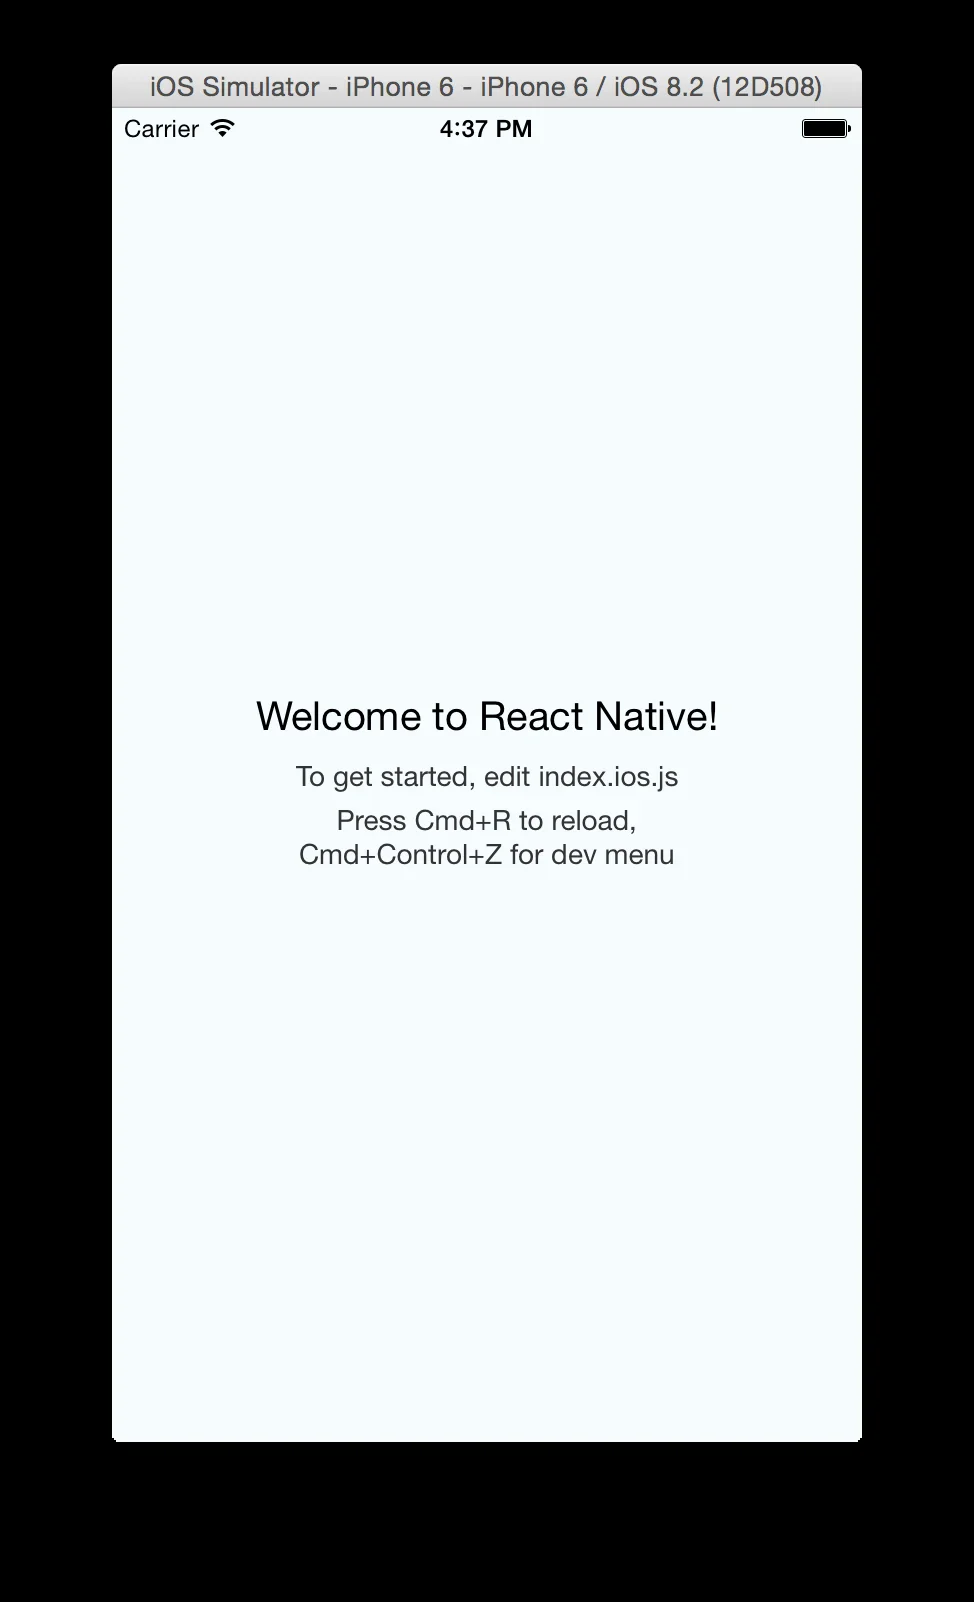 iOS Simulator - iPhone 6 - iPhone 6 / iOS 8.2 (12D508)
Carrier 4:37 PM
Welcome to React Native!
To get started, edit index.ios.js
Press Cmd+R to reload,
Cmd+Control+Z for dev menu